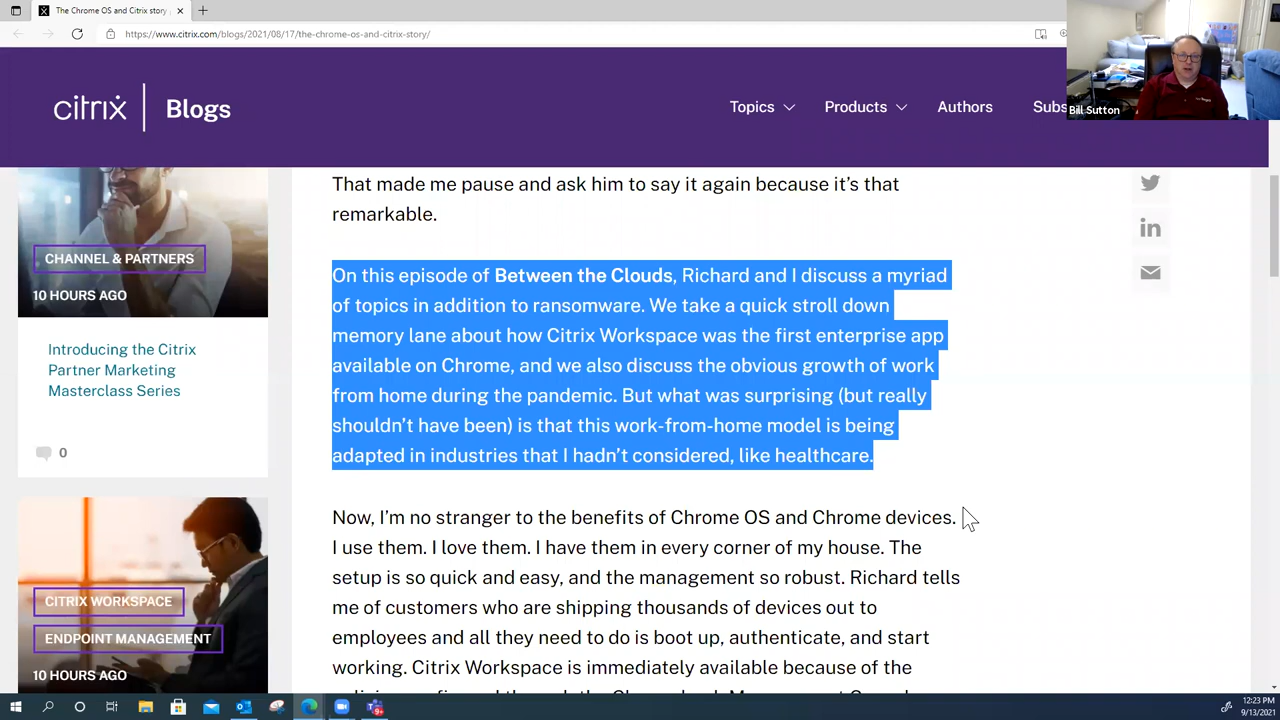 The Chrome OS and Citrix story
https://www.citrix.com/blogs/2021/08/17/the-chrome-os-and-citrix-story/
Bill Sutton
citrix | Blogs
Topics
Products
Authors
That made me pause and ask him to say it again because it's that
remarkable.
On this episode of Between the Clouds, Richard and I discuss a myriad
of topics in addition to ransomware. We take a quick stroll down
memory lane about how Citrix Workspace was the first enterprise app
available on Chrome, and we also discuss the obvious growth of work
from home during the pandemic. But what was surprising (but really
shouldn't have been) is that this work-from-home model is being
adapted in industries that I hadn't considered, like healthcare.
Now, I'm no stranger to the benefits of Chrome OS and Chrome devices.
I use them. I love them. I have them in every corner of my house. The
setup is so quick and easy, and the management so robust. Richard tells
me of customers who are shipping thousands of devices out to
employees and all they need to do is boot up, authenticate, and start
working. Citrix Workspace is immediately available because of the
CHANNEL & PARTNERS
10 HOURS AGO
Introducing the Citrix
Partner Marketing
Masterclass Series
0
CITRIX WORKSPACE
ENDPOINT MANAGEMENT
10 HOURS AGO
12:23 PM
9/13/2021